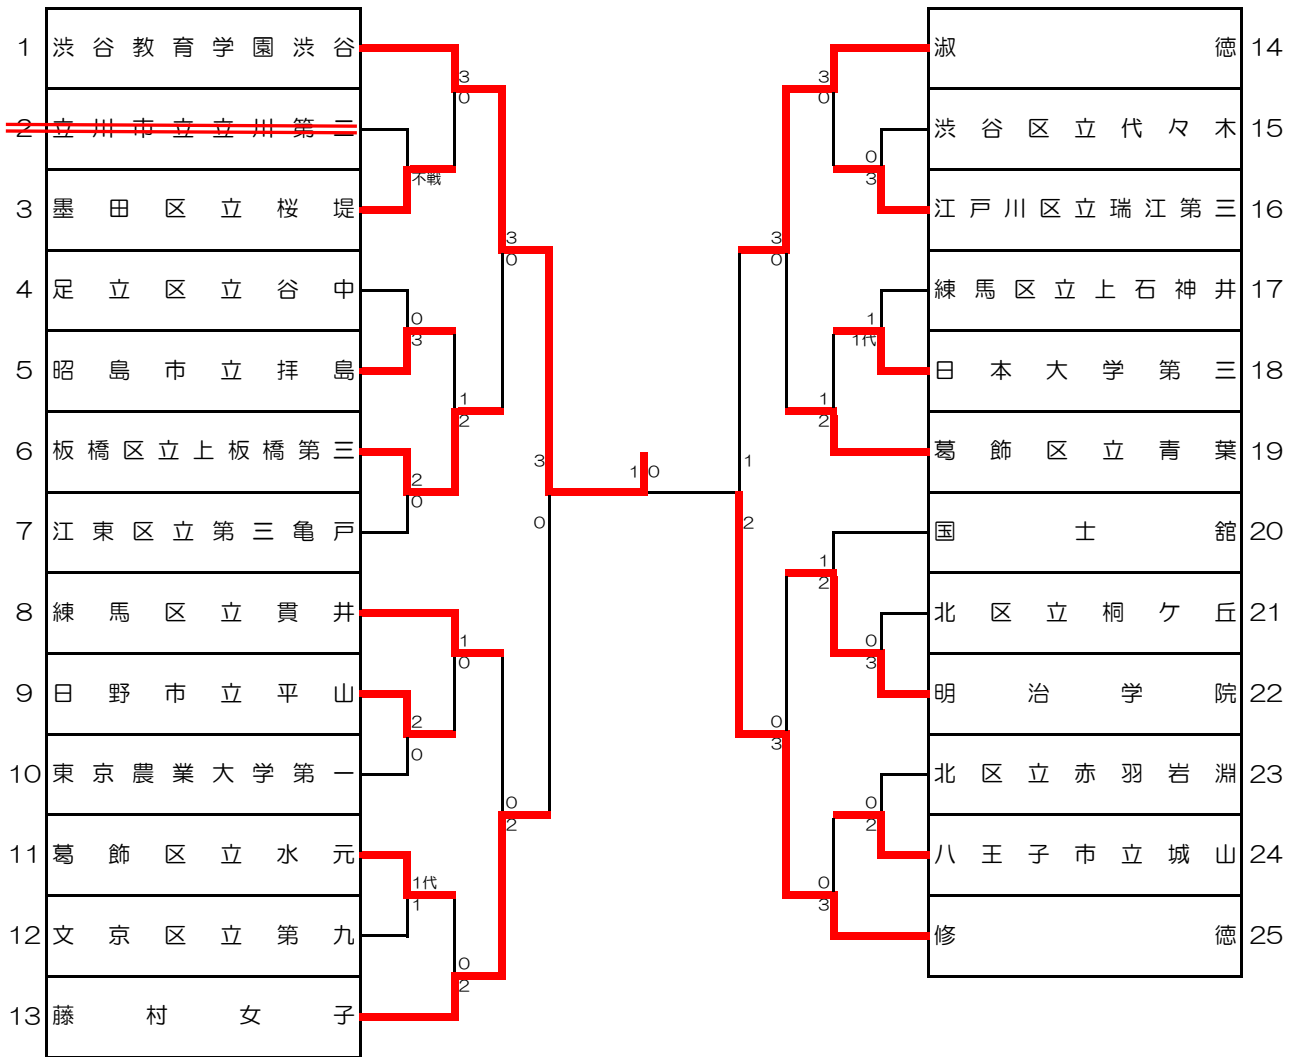 1 渋谷教育学園渋谷
2 立川市立立川第二
3 墨田区立桜堤
4 足立区立谷中
5 昭島市立拝島
6 板橋区立上板橋第三
7 江東区立第三亀戸
8 練馬区立貫井
9 日野市立平山
10 東京農業大学第一
11 葛飾区立水元
12 文京区立第九
13 藤村女子
3
0
不戦
3
0
0
3
1
2
2
0
3
0
1
0
2
0
0
2
1代
1
0
2
1 0
淑徳 14
渋谷区立代々木 15
江戸川区立瑞江第三 16
練馬区立上石神井 17
日本大学第三 18
葛飾区立青葉 19
国士舘 20
北区立桐ケ丘 21
明治学院 22
北区立赤羽岩淵 23
八王子市立城山 24
修徳 25
3
0
0
3
3
0
1
1代
1
2
1
2
1
2
0
3
0
3
0
2
0
3